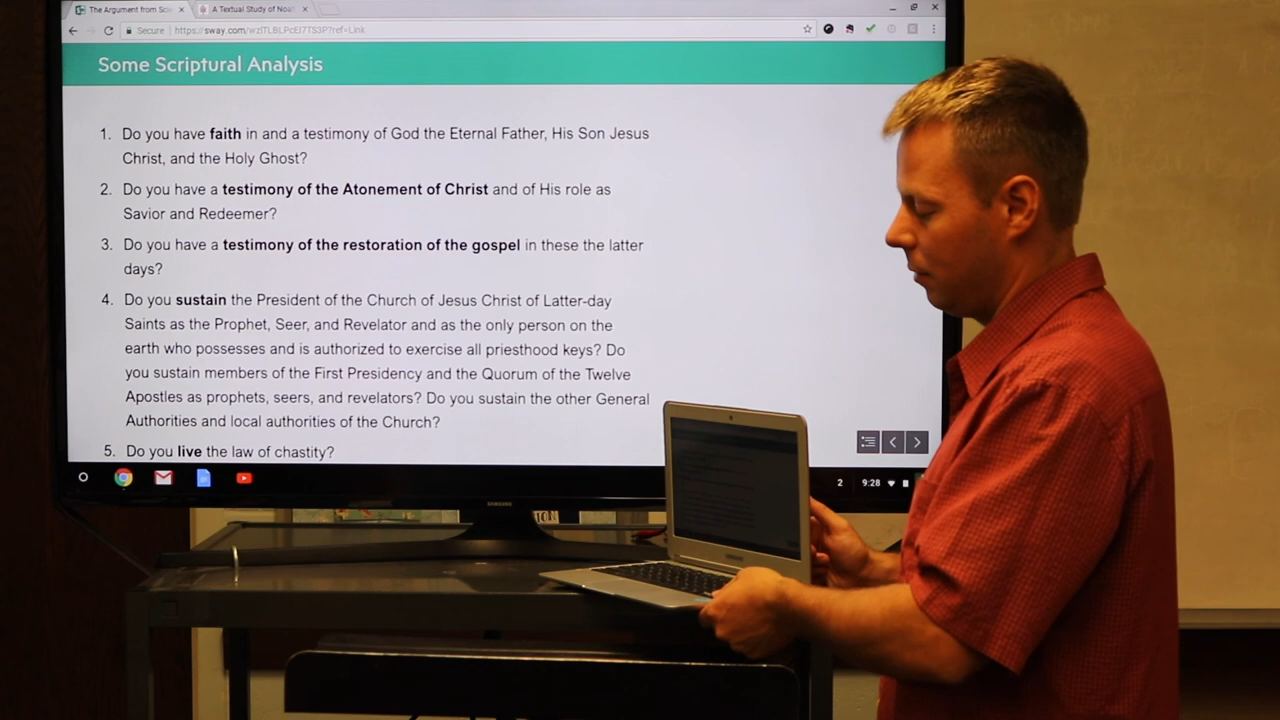 The Argument from Sci
A Textual Study of Noa
Secure
https://sway.com/wzITLBLPcEI7TS3P?ref=Link
Some Scriptural Analysis
1. Do you have faith in and a testimony of God the Eternal Father, His Son Jesus
Christ, and the Holy Ghost?
2. Do you have a testimony of the Atonement of Christ and of His role as
Savior and Redeemer?
3. Do you have a testimony of the restoration of the gospel in these the latter
days?
4. Do you sustain the President of the Church of Jesus Christ of Latter-day
Saints as the Prophet, Seer, and Revelator and as the only person on the
earth who possesses and is authorized to exercise all priesthood keys? Do
you sustain members of the First Presidency and the Quorum of the Twelve
Apostles as prophets, seers, and revelators? Do you sustain the other General
Authorities and local authorities of the Church?
5. Do you live the law of chastity?
2 9:28
SAMSUNG